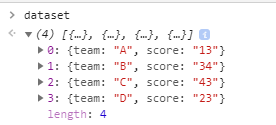 > dataset
< ▼ (4) [{…}, {…}, {…}, {…}] i
▶ 0: {team: "A", score: "13"}
▶ 1: {team: "B", score: "34"}
▶ 2: {team: "C", score: "43"}
▶ 3: {team: "D", score: "23"}
length: 4